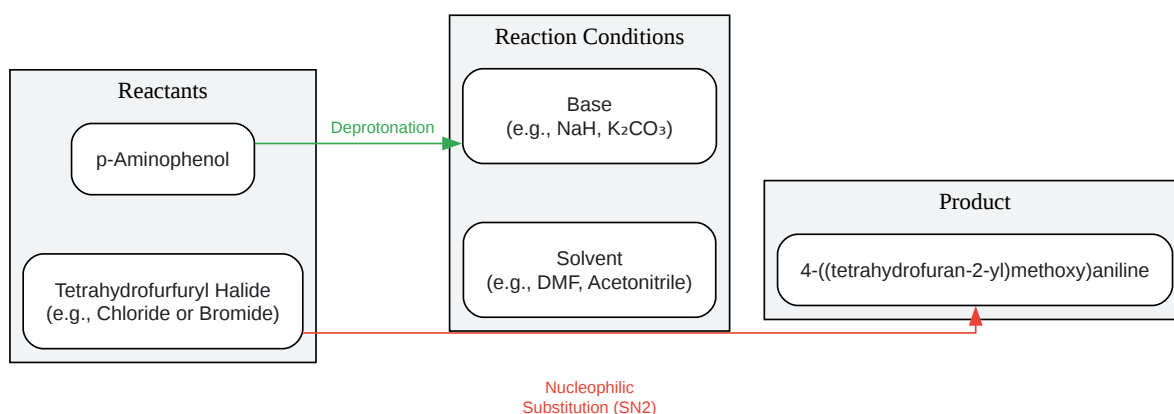 Reactants
p-Aminophenol
Tetrahydrofurfuryl Halide
(e.g., Chloride or Bromide)
Deprotonation
Reaction Conditions
Base
(e.g., NaH, K₂CO₃)
Solvent
(e.g., DMF, Acetonitrile)
Product
4-((tetrahydrofuran-2-yl)methoxy)aniline
Nucleophilic
Substitution (SN2)